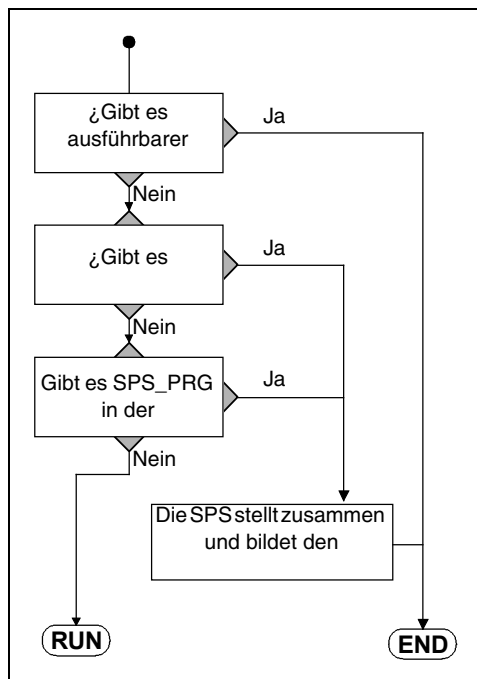 ¿Gibt es
ausführbarer
Ja
Nein
¿Gibt es
Ja
Nein
Gibt es SPS_PRG
in der
Ja
Nein
Die SPS stellt zusammen
und bildet den
RUN
END